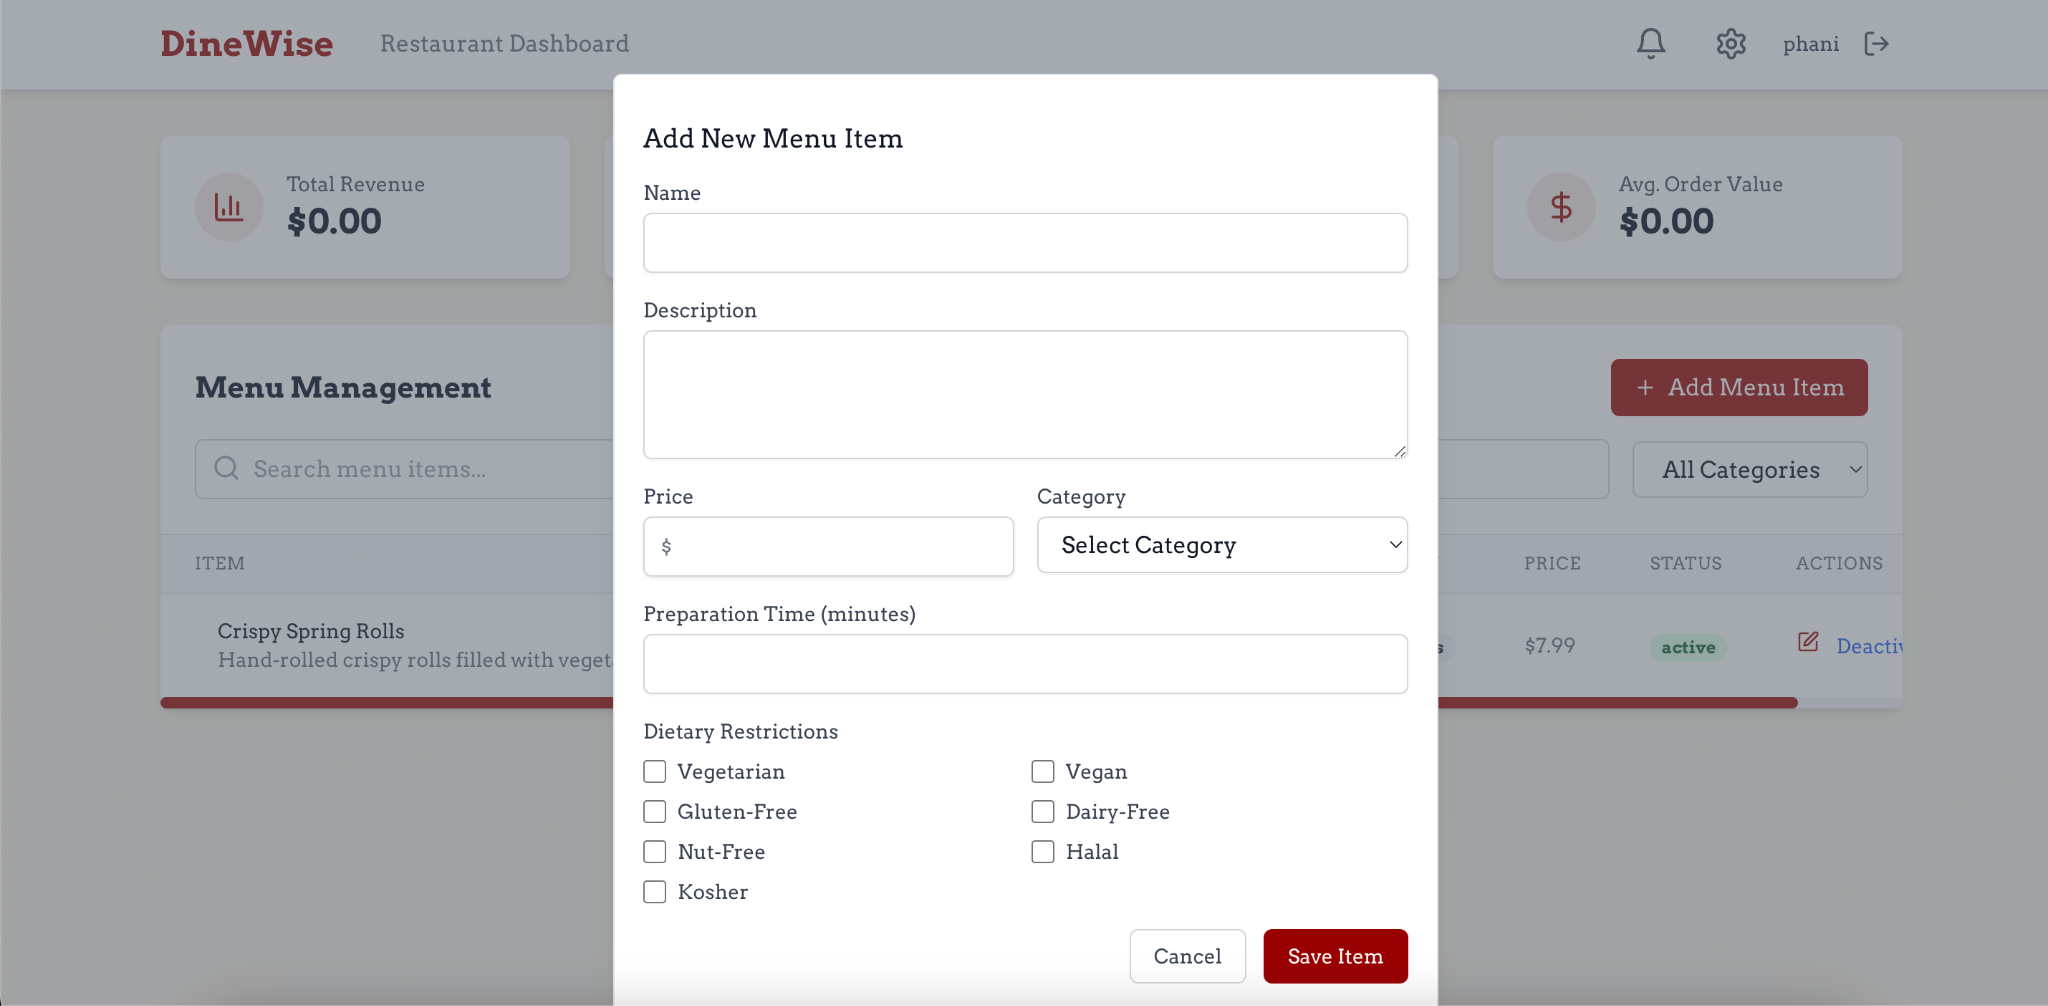 DineWise
Restaurant Dashboard
phani
Total Revenue
$0.00
Avg. Order Value
$0.00
Menu Management
+ Add Menu Item
Search menu items...
All Categories
ITEM
PRICE
STATUS
ACTIONS
Crispy Spring Rolls
Hand-rolled crispy rolls filled with
$7.99
active
Add New Menu Item
Name
Description
Price
Category
$
Select Category
Preparation Time (minutes)
Dietary Restrictions
Vegetarian
Vegan
Gluten-Free
Dairy-Free
Nut-Free
Halal
Kosher
Cancel
Save Item